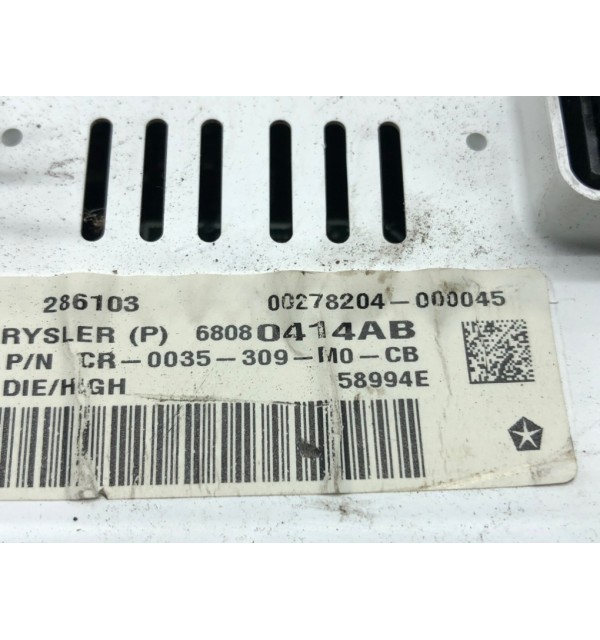 286103 00278204-000045
RYSLER (P) 68080414AB
P/N CR-0035-309-M0-CB
DIE/HIGH 58994E